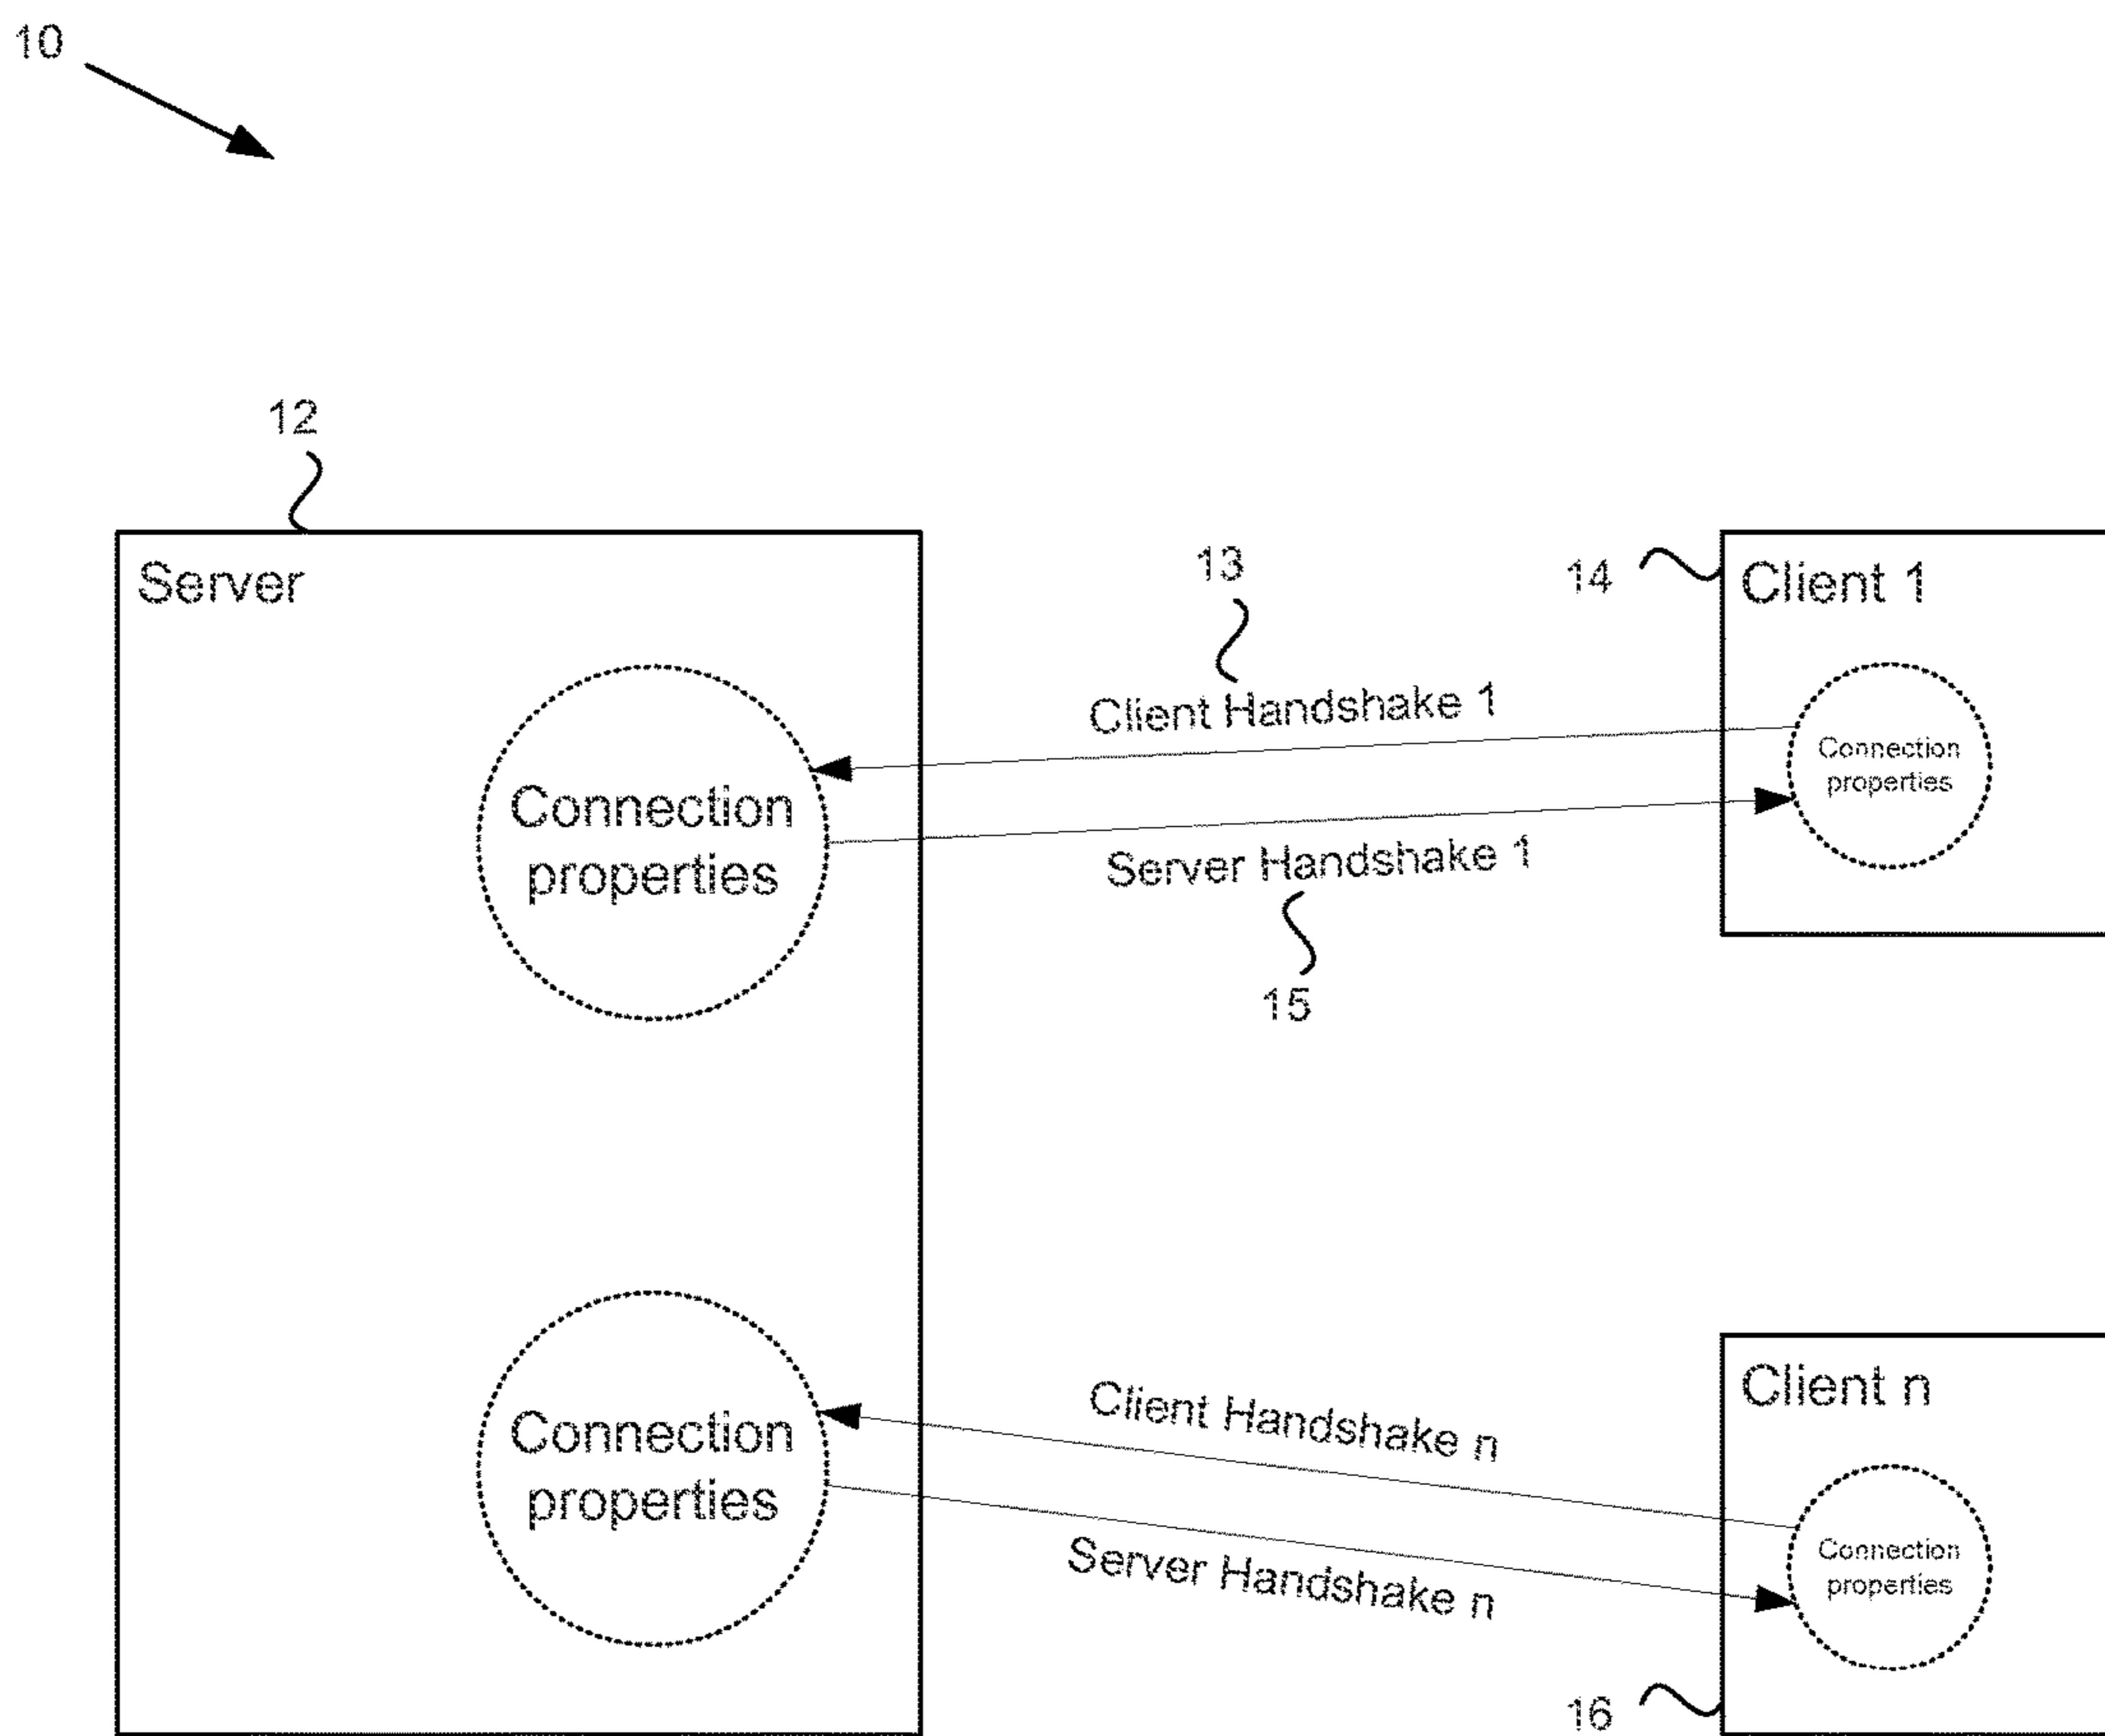 10
12
Server
13
14
Client 1
Client Handshake 1
Connection
properties
Connection
properties
Server Handshake 1
15
Client n
Client Handshake n
Connection
properties
Server Handshake n
Connection
properties
16